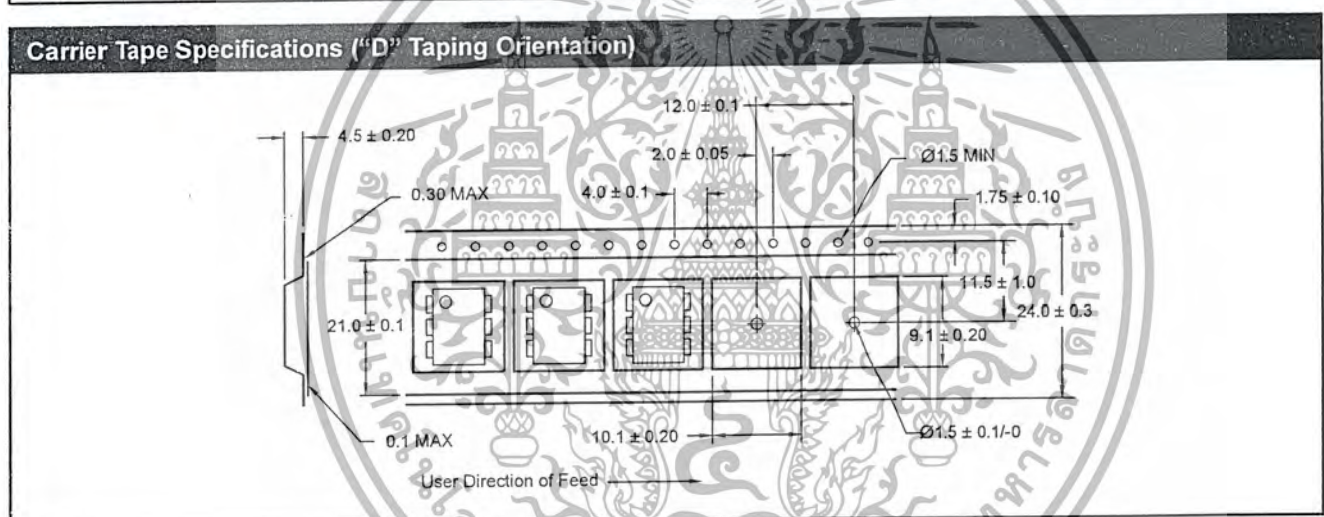 Carrier Tape Specifications ("D" Taping Orientation)
12.0 ± 0.1
4.5 ± 0.20
2.0 ± 0.05
Ø1.5 MIN
0.30 MAX
4.0 ± 0.1
1.75 ± 0.10
11.5 ± 1.0
21.0 ± 0.1
24.0 ± 0.3
9.1 ± 0.20
0.1 MAX
10.1 ± 0.20
Ø1.5 ± 0.1/-0
User Direction of Feed